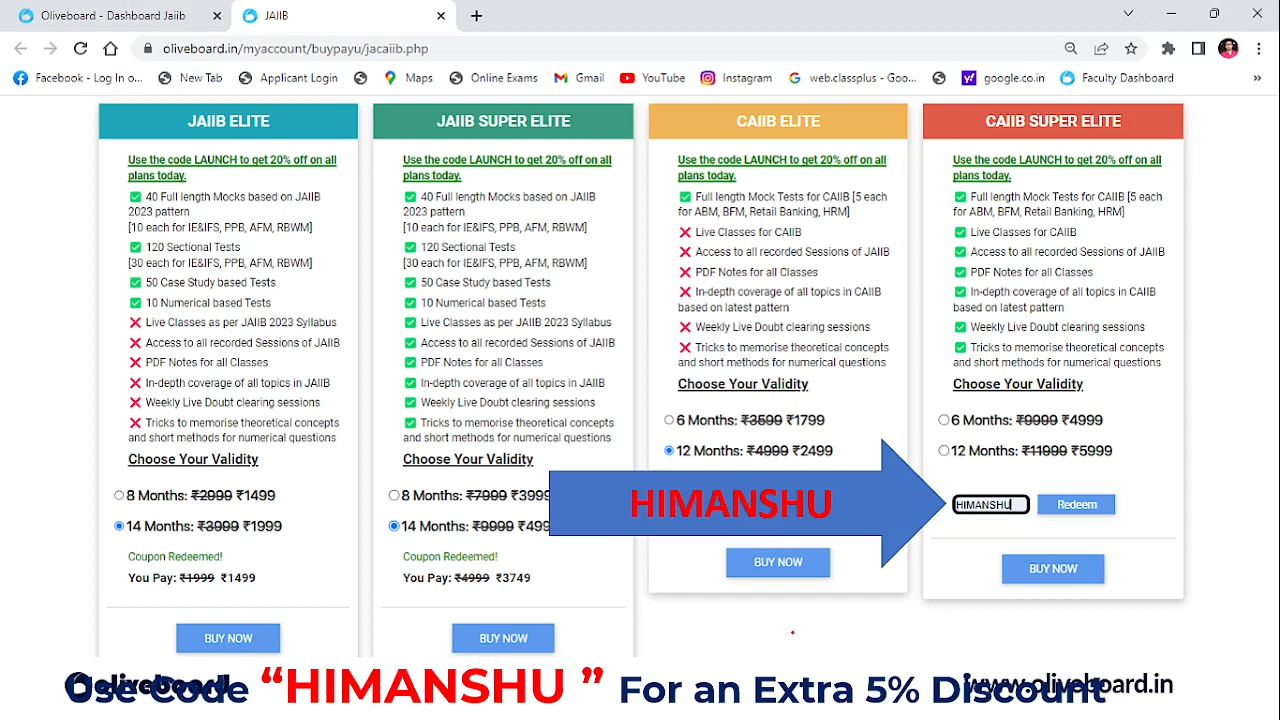 Oliveboard - Dashboard Jaiib
JAIIB
oliveboard.in/myaccount/buypayu/jacaiib.php
Facebook - Log In o...
New Tab
Applicant Login
Maps
Online Exams
Gmail
YouTube
Instagram
web.classplus - Goo...
google.co.in
Faculty Dashboard
JAIIB ELITE
Use the code LAUNCH to get 20% off on all
plans today.
40 Full length Mocks based on JAIIB
2023 pattern
[10 each for IE&IFS, PPB, AFM, RBWM]
120 Sectional Tests
[30 each for IE&IFS, PPB, AFM, RBWM]
50 Case Study based Tests
10 Numerical based Tests
Live Classes as per JAIIB 2023 Syllabus
Access to all recorded Sessions of JAIIB
PDF Notes for all Classes
In-depth coverage of all topics in JAIIB
Weekly Live Doubt clearing sessions
Tricks to memorise theoretical concepts
and short methods for numerical questions
Choose Your Validity
8 Months: ₹2999 ₹1499
14 Months: ₹3999 ₹1999
Coupon Redeemed!
You Pay: ₹1999 ₹1499
BUY NOW
JAIIB SUPER ELITE
Use the code LAUNCH to get 20% off on all
plans today.
40 Full length Mocks based on JAIIB
2023 pattern
[10 each for IE&IFS, PPB, AFM, RBWM]
120 Sectional Tests
[30 each for IE&IFS, PPB, AFM, RBWM]
50 Case Study based Tests
10 Numerical based Tests
Live Classes as per JAIIB 2023 Syllabus
Access to all recorded Sessions of JAIIB
PDF Notes for all Classes
In-depth coverage of all topics in JAIIB
Weekly Live Doubt clearing sessions
Tricks to memorise theoretical concepts
and short methods for numerical questions
Choose Your Validity
8 Months: ₹7999 ₹3999
14 Months: ₹9999 ₹499
Coupon Redeemed!
You Pay: ₹4999 ₹3749
BUY NOW
CAIIB ELITE
Use the code LAUNCH to get 20% off on all
plans today.
Full length Mock Tests for CAIIB [5 each
for ABM, BFM, Retail Banking, HRM]
Live Classes for CAIIB
Access to all recorded Sessions of JAIIB
PDF Notes for all Classes
In-depth coverage of all topics in CAIIB
based on latest pattern
Weekly Live Doubt clearing sessions
Tricks to memorise theoretical concepts
and short methods for numerical questions
Choose Your Validity
6 Months: ₹3599 ₹1799
12 Months: ₹4999 ₹2499
HIMANSHU
BUY NOW
CAIIB SUPER ELITE
Use the code LAUNCH to get 20% off on all
plans today.
Full length Mock Tests for CAIIB [5 each
for ABM, BFM, Retail Banking, HRM]
Live Classes for CAIIB
Access to all recorded Sessions of JAIIB
PDF Notes for all Classes
In-depth coverage of all topics in CAIIB
based on latest pattern
Weekly Live Doubt clearing sessions
Tricks to memorise theoretical concepts
and short methods for numerical questions
Choose Your Validity
6 Months: ₹9999 ₹4999
12 Months: ₹11999 ₹5999
HIMANSHU Redeem
BUY NOW
Use Code “HIMANSHU ” For an Extra 5% Discount
oliveboard
www.oliveboard.in